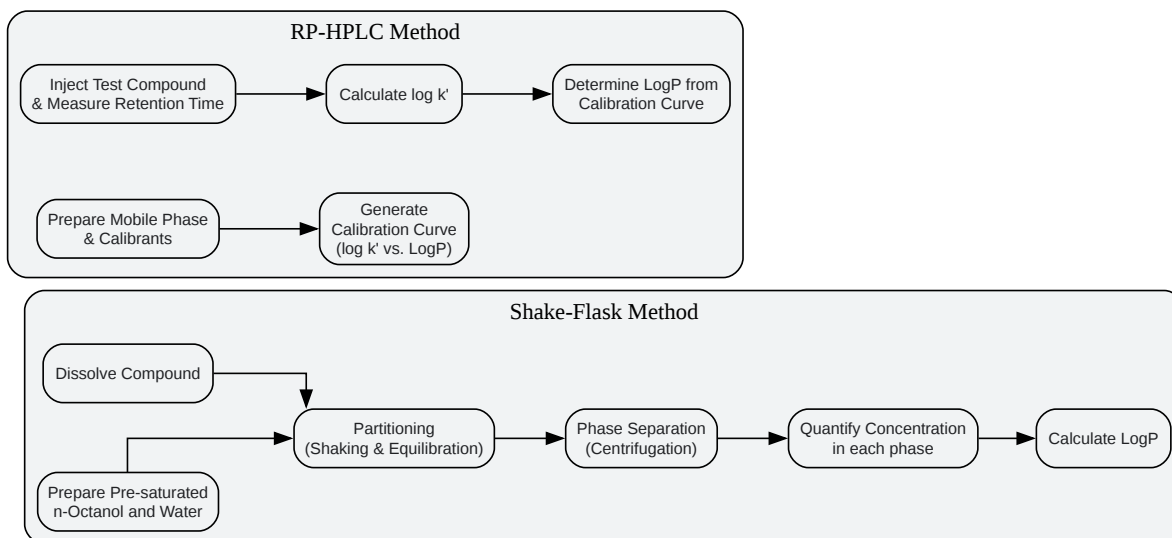 RP-HPLC Method
Inject Test Compound
& Measure Retention Time
Calculate log k'
Determine LogP from
Calibration Curve
Prepare Mobile Phase
& Calibrants
Generate
Calibration Curve
(log k' vs. LogP)
Shake-Flask Method
Dissolve Compound
Prepare Pre-saturated
n-Octanol and Water
Partitioning
(Shaking & Equilibration)
Phase Separation
(Centrifugation)
Quantify Concentration
in each phase
Calculate LogP